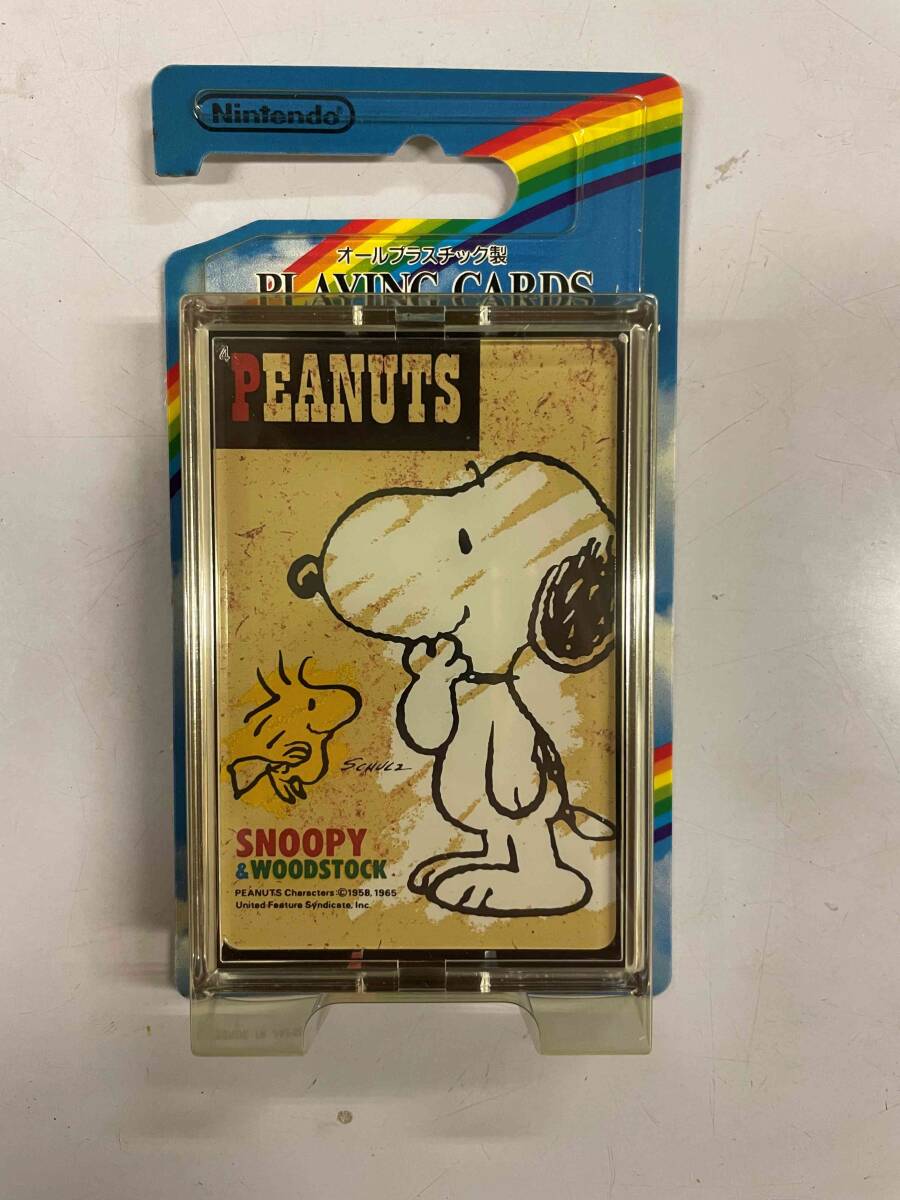 Nintendo®
オールプラスチック製
PLAYING CARDS
PEANUTS
SCHULZ
SNOOPY
& WOODSTOCK
PEANUTS Characters:©1958, 1965
United Feature Syndicate, Inc.